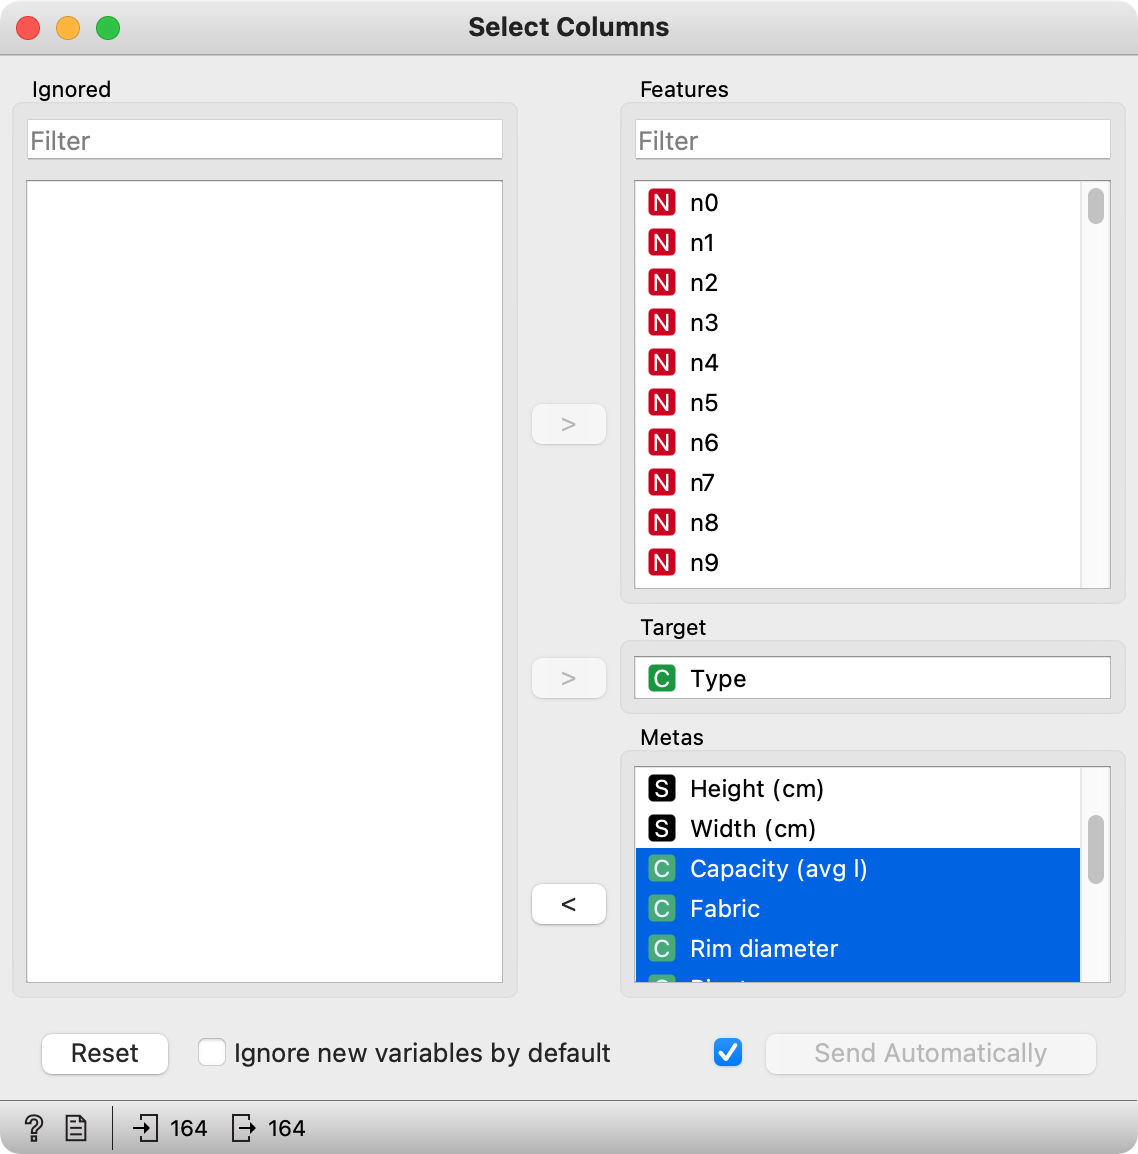 Select Columns
Ignored
Filter
>
>
<
Features
Filter
N n0
N n1
N n2
N n3
N n4
N n5
N n6
N n7
N n8
N n9
Target
C Type
Metas
S Height (cm)
S Width (cm)
C Capacity (avg l)
C Fabric
C Rim diameter
Reset
Ignore new variables by default
Send Automatically
? 164 164